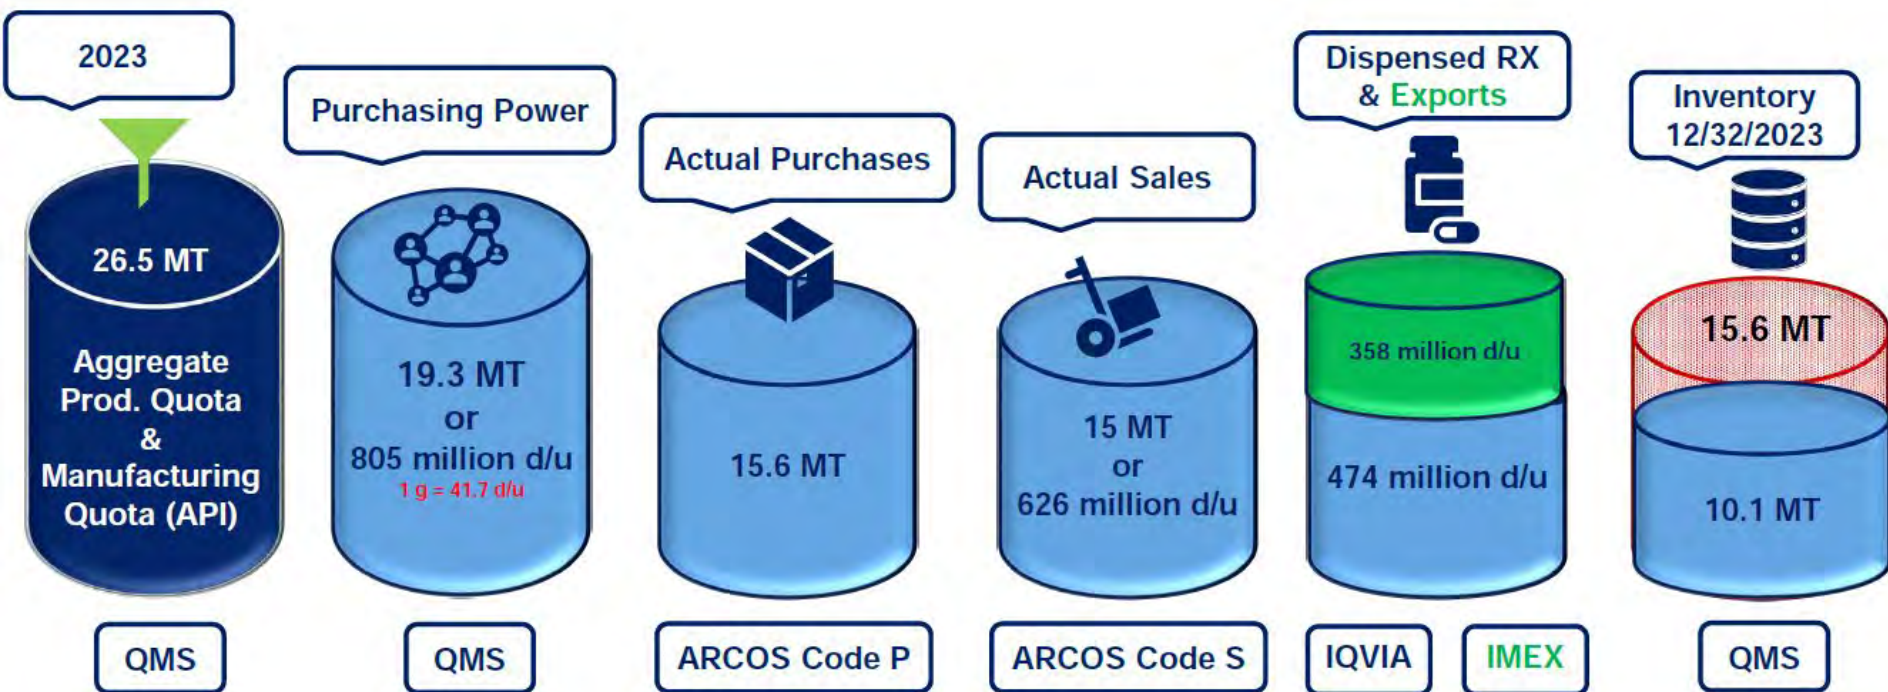 2023
26.5 MT
Aggregate
Prod. Quota
&
Manufacturing
Quota (API)
QMS
Purchasing Power
19.3 MT
or
805 million d/u
1 g = 41.7 d/u
QMS
Actual Purchases
15.6 MT
ARCOS Code P
Actual Sales
15 MT
or
626 million d/u
ARCOS Code S
Dispensed RX
& Exports
358 million d/u
474 million d/u
IQVIA
IMEX
Inventory
12/32/2023
15.6 MT
10.1 MT
QMS